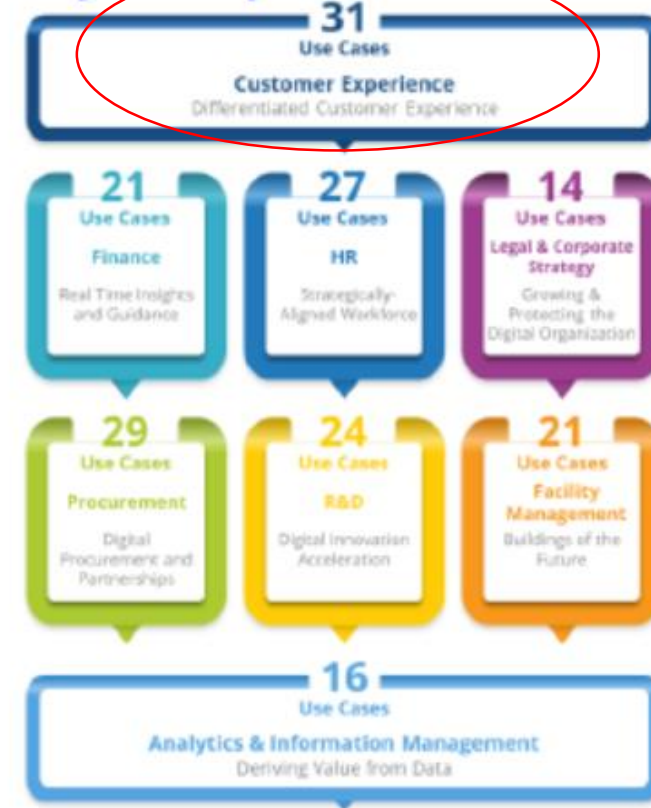 31
Use Cases
Customer Experience
Differentiated Customer Experience
21
Use Cases
Finance
Real Time Insights
and Guidance
27
Use Cases
HR
Strategically-
Aligned Workforce
14
Use Cases
Legal & Corporate
Strategy
Growing &
Protecting the
Digital Organization
29
Use Cases
Procurement
Digital
Procurement and
Partnerships
24
Use Cases
R&D
Digital Innovation
Acceleration
21
Use Cases
Facility
Management
Buildings of the
Future
16
Use Cases
Analytics & Information Management
Deriving Value from Data